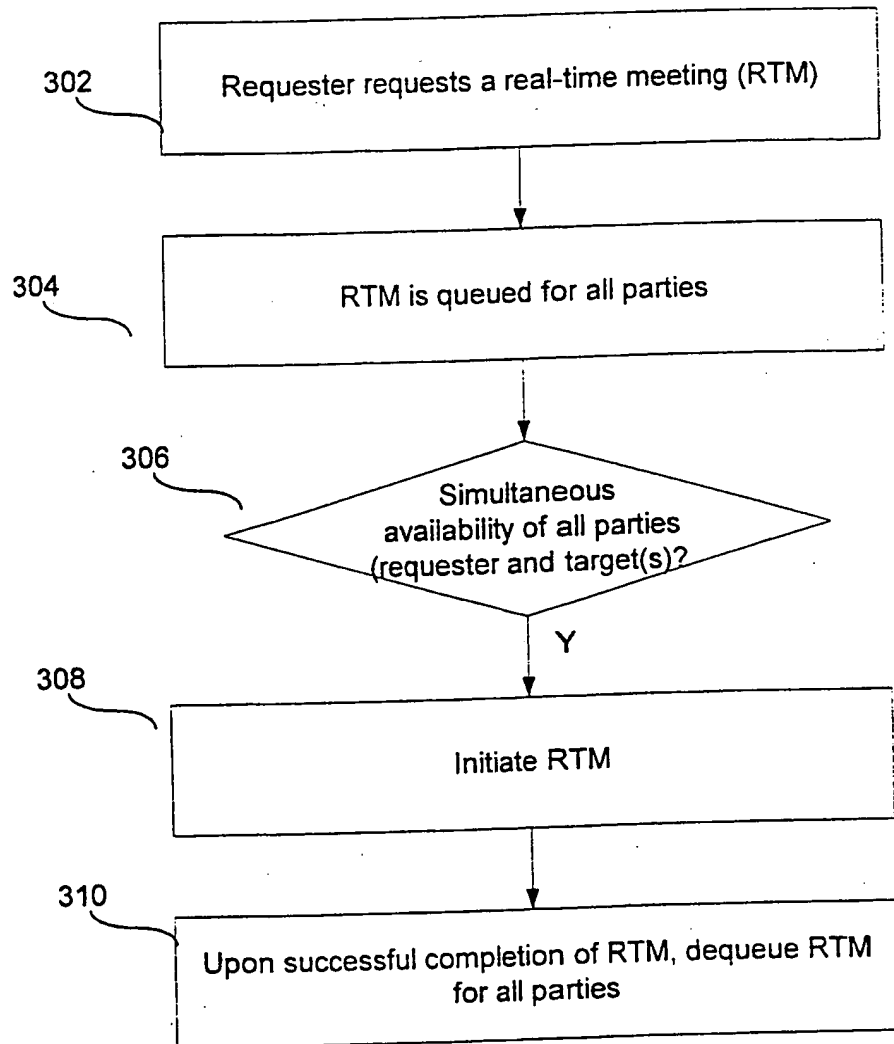 302
Requester requests a real-time meeting (RTM)
304
RTM is queued for all parties
306
Simultaneous
availability of all parties
(requester and target(s)?
Y
308
Initiate RTM
310
Upon successful completion of RTM, dequeue RTM
for all parties